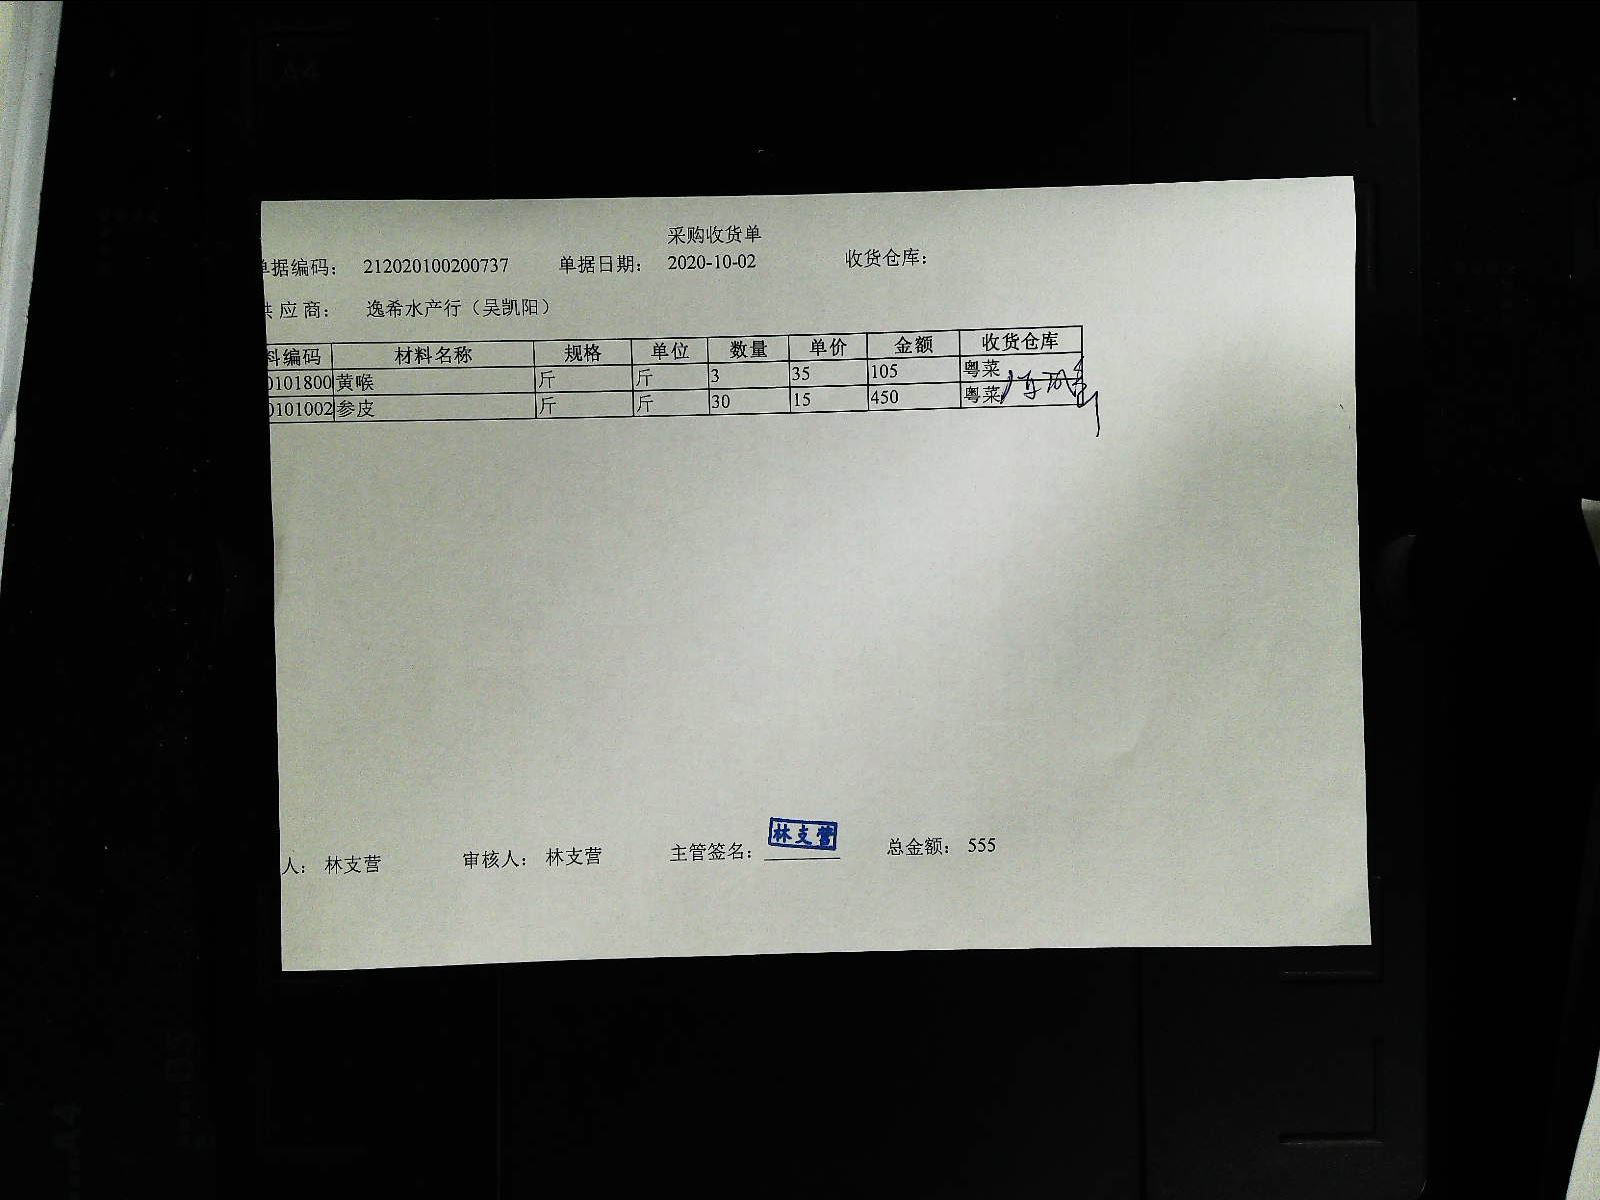 采购收货单
单据编码： 212020100200737 单据日期： 2020-10-02 收货仓库：
供 应 商： 逸希水产行（吴凯阳）
料编码 材料名称 规格 单位 数量 单价 金额 收货仓库
0101800 黄喉 斤 斤 3 35 105 粤菜
0101002 参皮 斤 斤 30 15 450 粤菜
人： 林支营 审核人： 林支营 主管签名： 林支营 总金额： 555